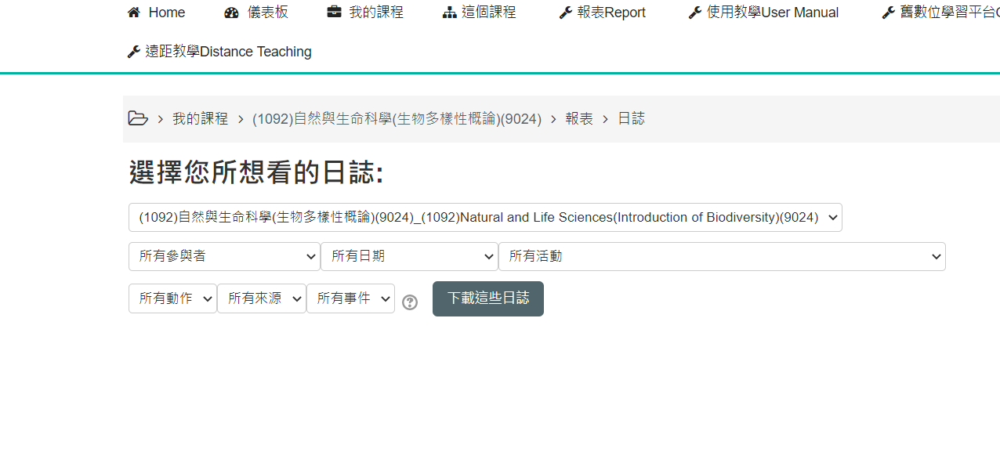 Home 儀表板 我的課程 這個課程 報表Report 使用教學User Manual 舊數位學習平台
遠距教學Distance Teaching
我的課程 > (1092)自然與生命科學(生物多樣性概論)(9024) > 報表 > 日誌
選擇您所想看的日誌:
(1092)自然與生命科學(生物多樣性概論)(9024)_(1092)Natural and Life Sciences(Introduction of Biodiversity)(9024)
所有參與者 所有日期 所有活動
所有動作 所有來源 所有事件 下載這些日誌